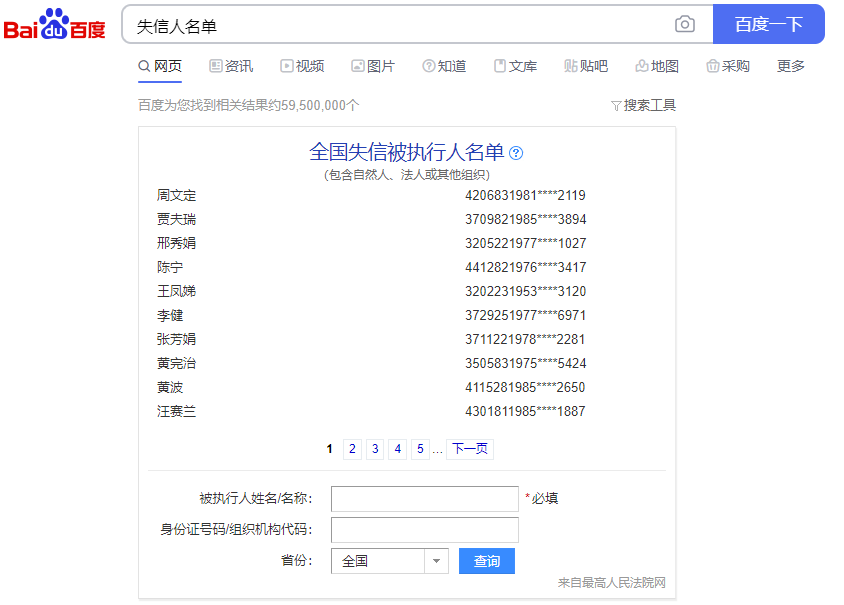 Bai du 百度
失信人名单
百度一下
网页 资讯 视频 图片 知道 文库 贴吧 地图 采购 更多
百度为您找到相关结果约59,500,000个
搜索工具
全国失信被执行人名单 ?
(包含自然人、法人或其他组织)
周文定 4206831981****2119
贾夫瑞 3709821985****3894
邢秀娟 3205221977****1027
陈宁 4412821976****3417
王凤娣 3202231953****3120
李健 3729251977****6971
张芳娟 3711221978****2281
黄完治 3505831975****5424
黄波 4115281985****2650
汪赛兰 4301811985****1887
1 2 3 4 5 ... 下一页
被执行人姓名/名称: *必填
身份证号码/组织机构代码:
省份: 全国 查询
来自最高人民法院网